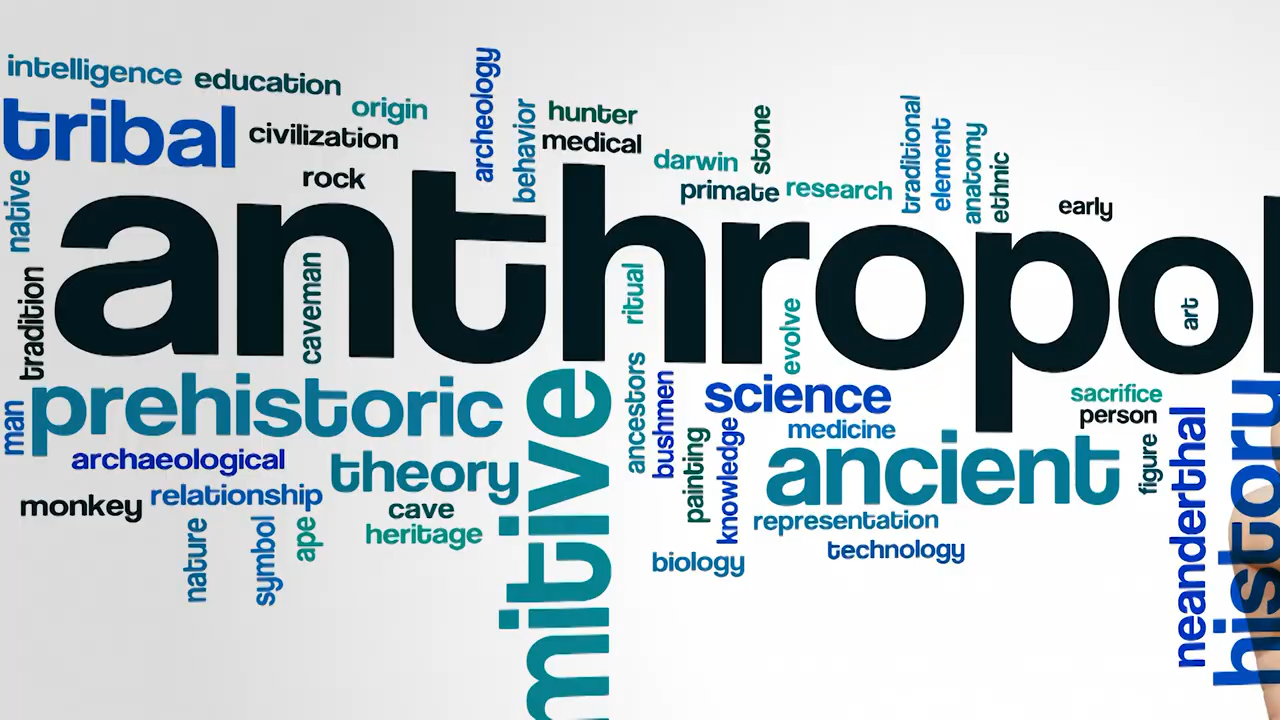 intelligence
education
origin
archeology
behavior
hunter
medical
tribal
civilization
rock
darwin
stone
primate
research
traditional
element
anatomy
ethnic
early
native
tradition
anthropol
caveman
ritual
evolve
art
man
prehistoric
mitive
ancestors
bushmen
science
medicine
sacrifice
person
archaeological
theory
painting
knowledge
ancient
figure
neanderthal
history
monkey
relationship
cave
heritage
representation
technology
biology
nature
symbol
ape